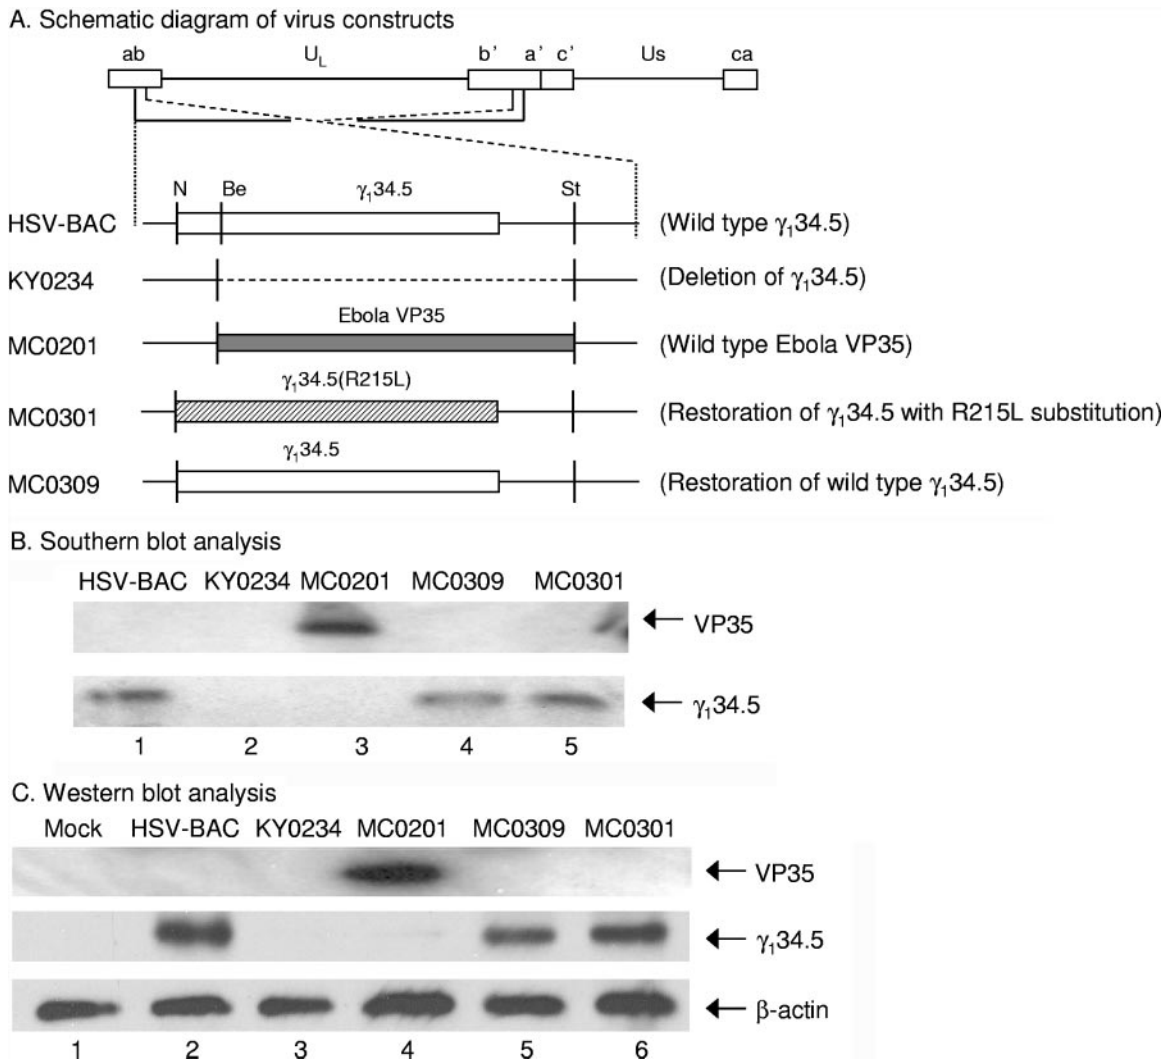 A. Schematic diagram of virus constructs
ab U_L b' a' c' Us ca
N Be γ₁34.5 St
HSV-BAC (Wild type γ₁34.5)
KY0234 (Deletion of γ₁34.5)
Ebola VP35
MC0201 (Wild type Ebola VP35)
γ₁34.5(R215L)
MC0301 (Restoration of γ₁34.5 with R215L substitution)
γ₁34.5
MC0309 (Restoration of wild type γ₁34.5)
B. Southern blot analysis
HSV-BAC KY0234 MC0201 MC0309 MC0301
VP35
γ₁34.5
1 2 3 4 5
C. Western blot analysis
Mock HSV-BAC KY0234 MC0201 MC0309 MC0301
VP35
γ₁34.5
β-actin
1 2 3 4 5 6